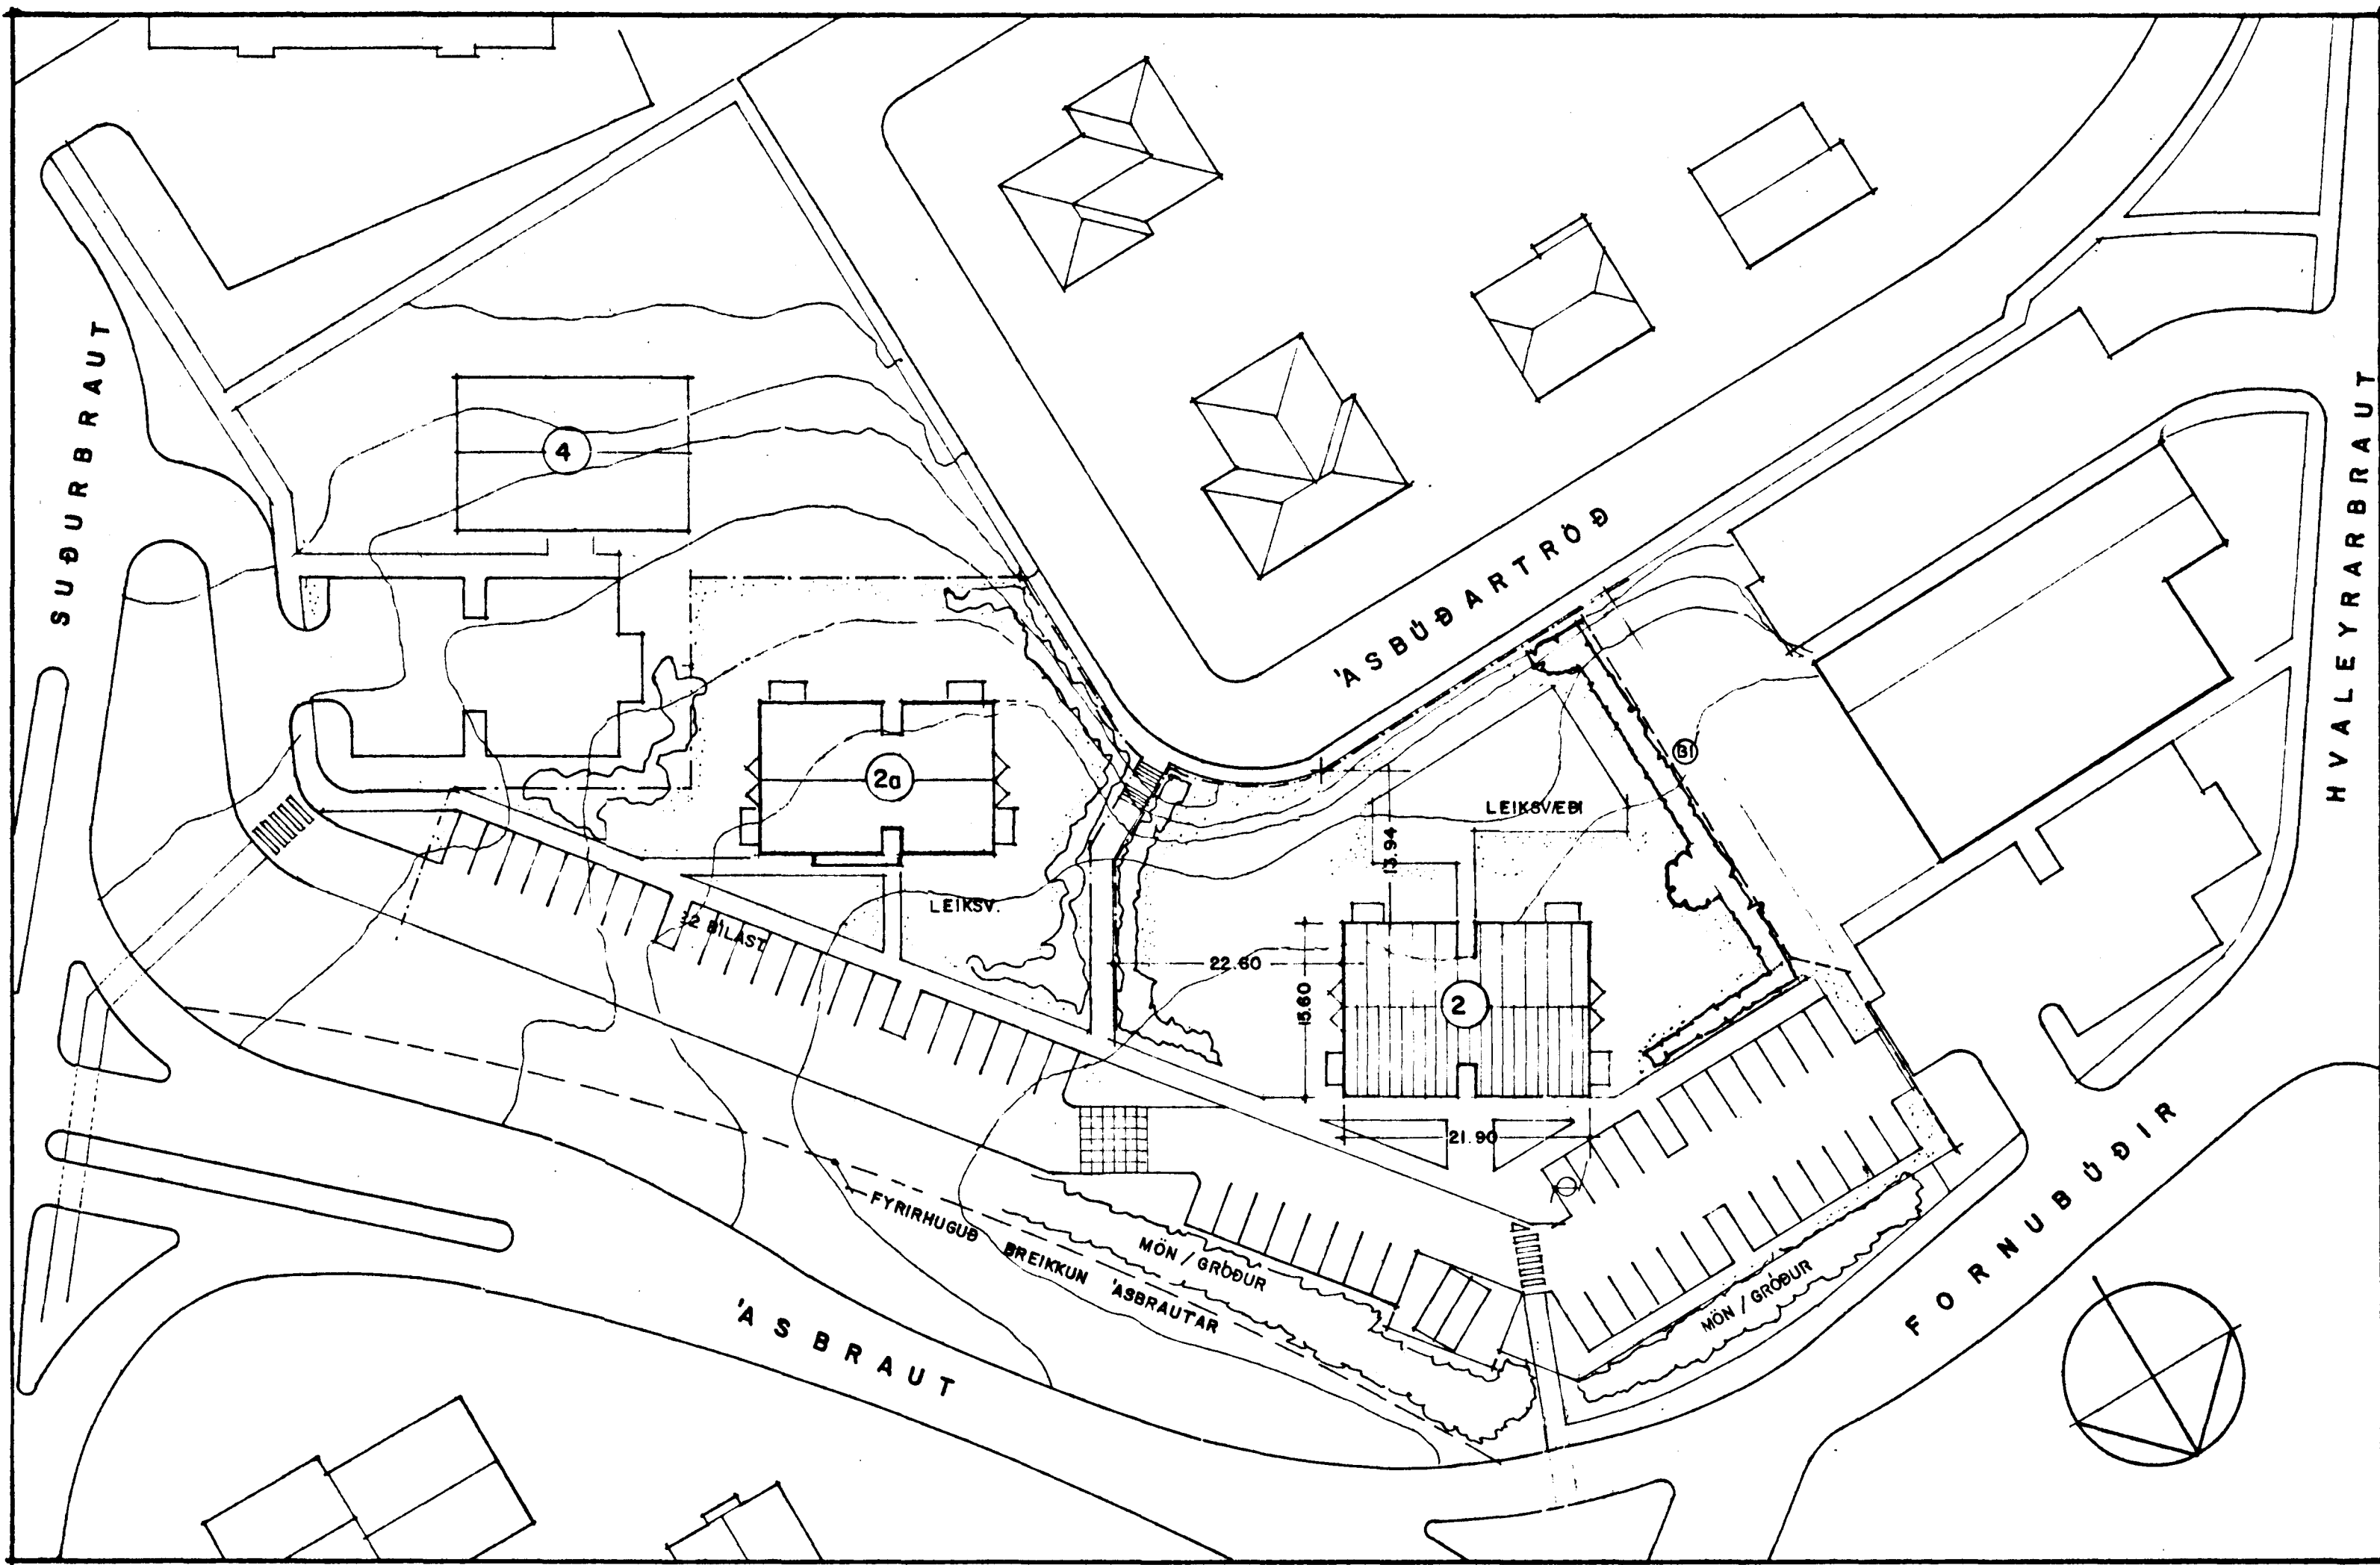 SUÐURBRAUT
4
2a
'ASBÚÐARTRÖÐ
HVALEYRARBRAUT
31
LEIKSVÆÐI
13.94
LEIKSV.
32 BÍLAST.
22.60
15.60
2
21.90
FYRIRHUGUÐ BREIKKUN 'ASBRAUTAR
MÖN / GRÓÐUR
MÖN / GRÓÐUR
'ASBRAUT
FORNUBÚÐIR